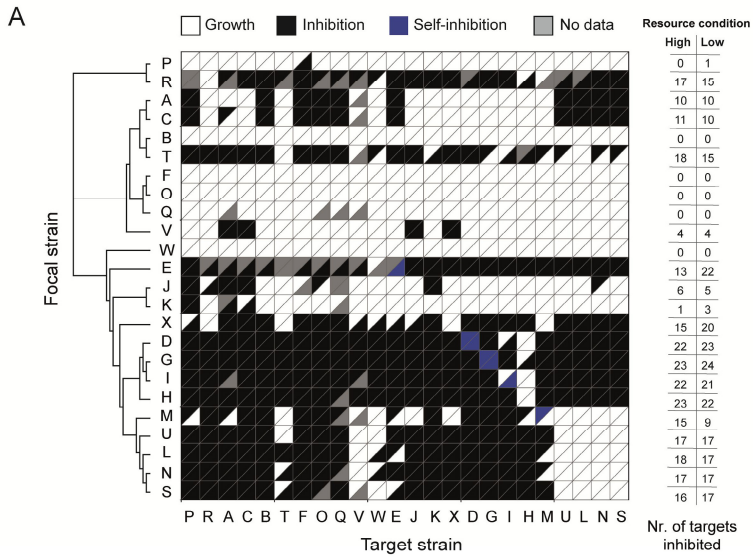 A
Growth Inhibition Self-inhibition No data
Resource condition
High Low
P 0 1
R 17 15
A 10 10
C 11 10
B 0 0
T 18 15
F 0 0
O 0 0
Q 0 0
V 4 4
W 0 0
E 13 22
J 6 5
K 1 3
X 15 20
D 22 23
G 23 24
I 22 21
H 23 22
M 15 9
U 17 17
L 18 17
N 17 17
S 16 17
Focal strain
P R A C B T F O Q V W E J K X D G I H M U L N S
Target strain
Nr. of targets
inhibited